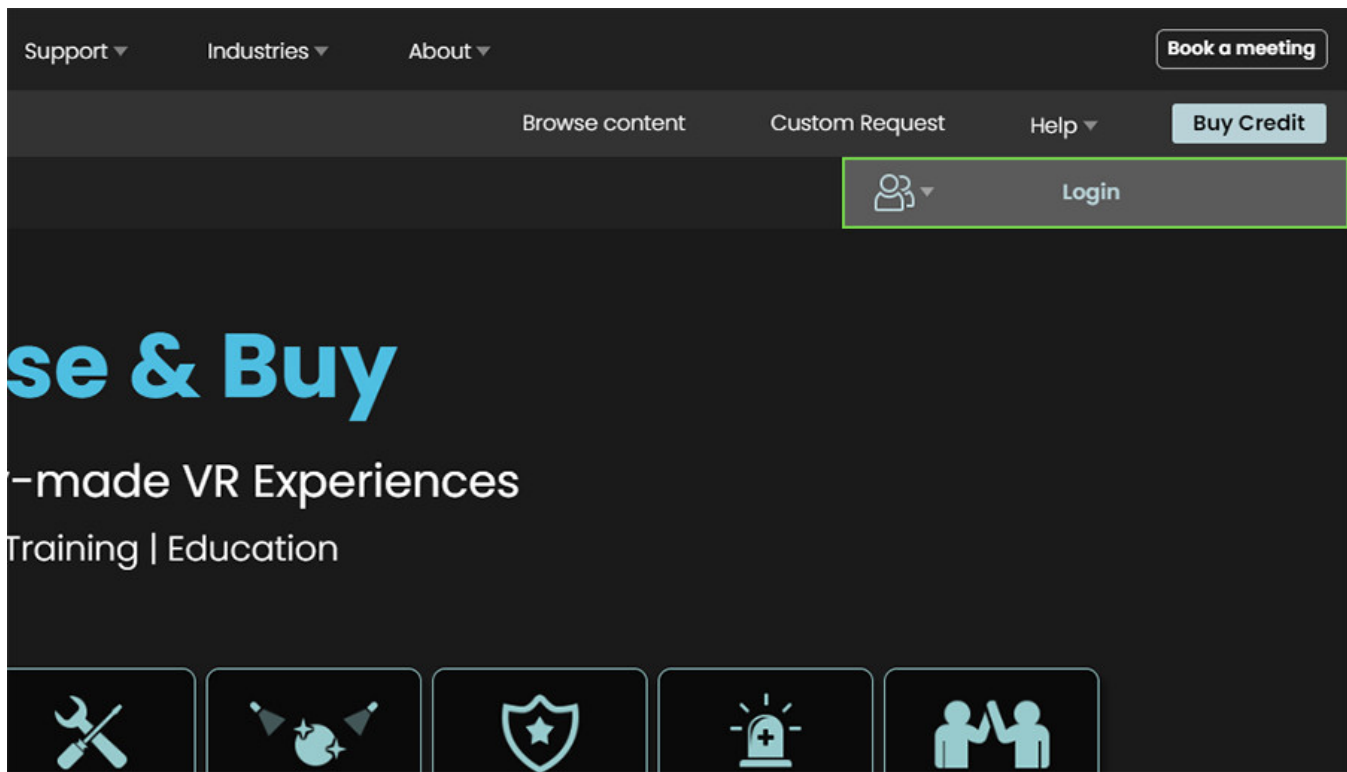 Support
Industries
About
Book a meeting
Browse content
Custom Request
Help
Buy Credit
Login
se & Buy
-made VR Experiences
Training | Education